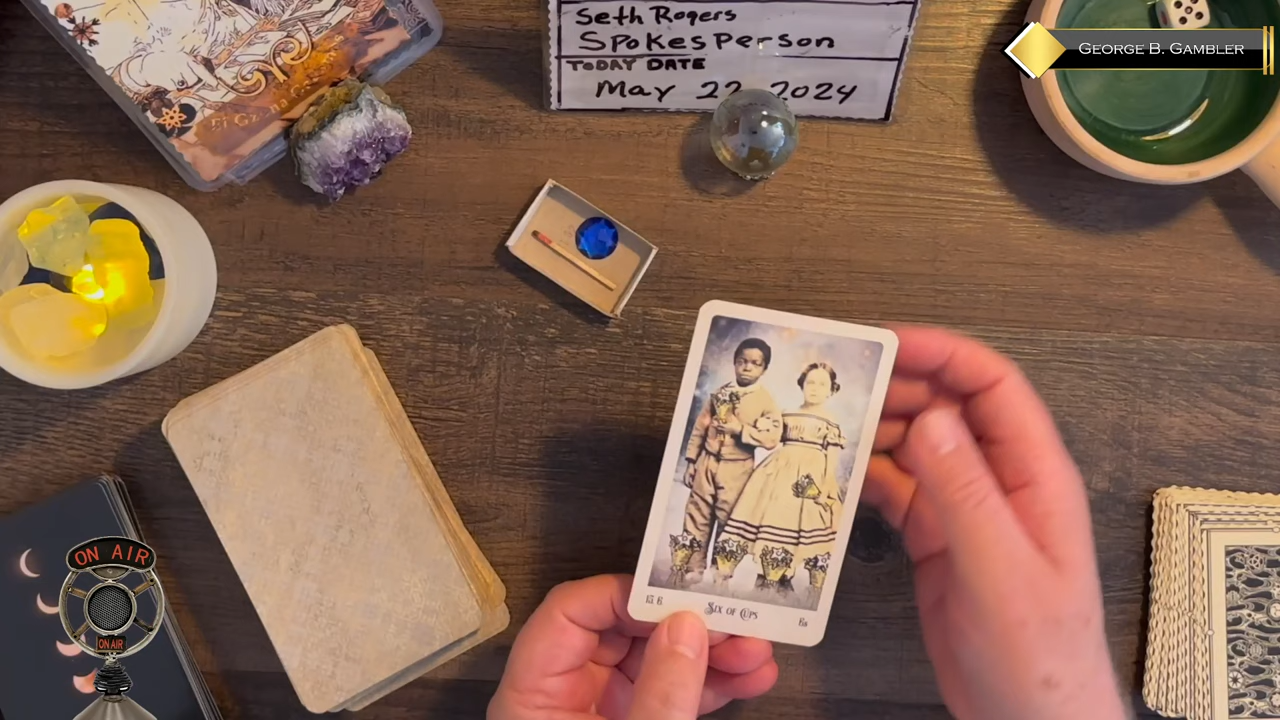 Seth Rogers
SpokesPerson
TODAY DATE
May 22 2024
GEORGE B. GAMBLER
SIX OF CUPS
ON AIR
ON AIR